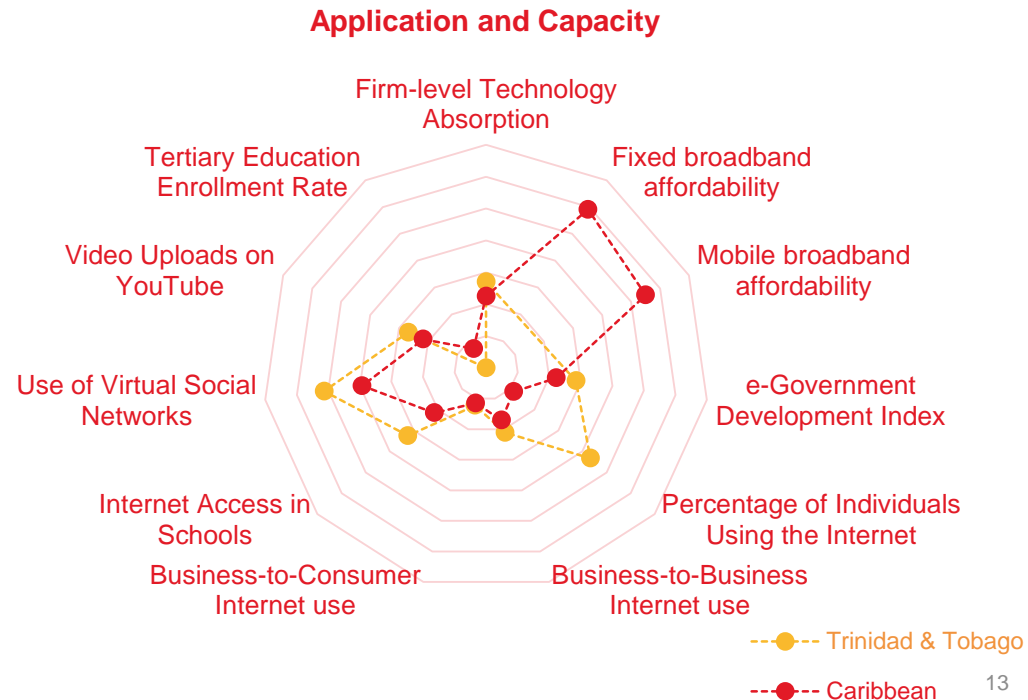 Application and Capacity
Firm-level Technology
Absorption
Tertiary Education
Enrollment Rate
Fixed broadband
affordability
Video Uploads on
YouTube
Mobile broadband
affordability
Use of Virtual Social
Networks
e-Government
Development Index
Internet Access in
Schools
Percentage of Individuals
Using the Internet
Business-to-Consumer
Internet use
Business-to-Business
Internet use
Trinidad & Tobago
Caribbean
13